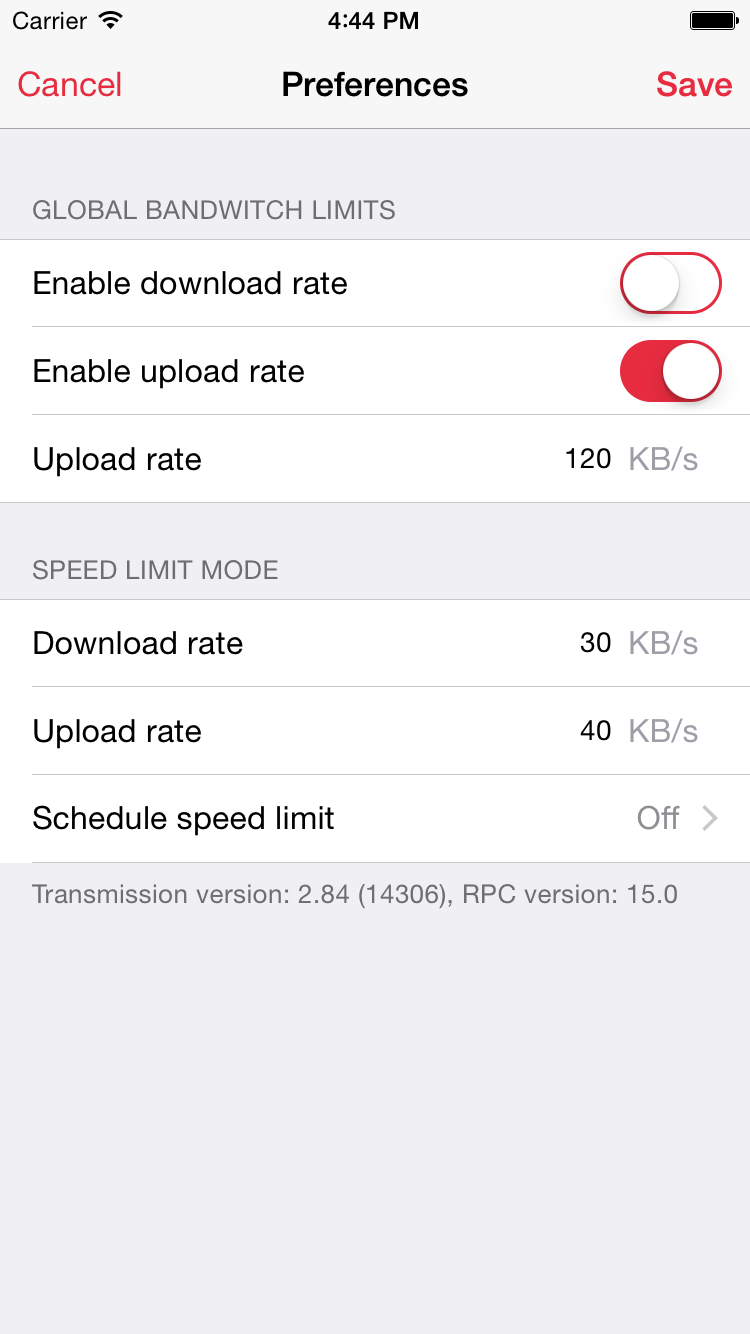 Carrier 4:44 PM
Cancel Preferences Save
GLOBAL BANDWITCH LIMITS
Enable download rate
Enable upload rate
Upload rate 120 KB/s
SPEED LIMIT MODE
Download rate 30 KB/s
Upload rate 40 KB/s
Schedule speed limit Off
Transmission version: 2.84 (14306), RPC version: 15.0